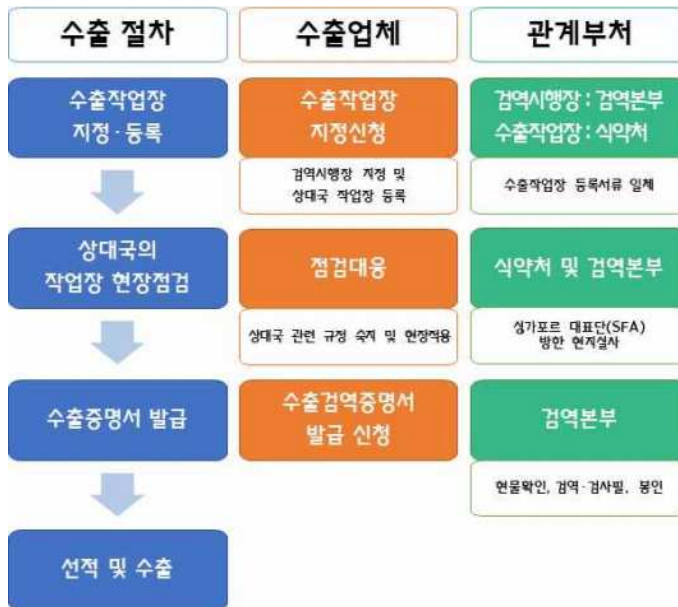 수출 절차
수출업체
관계부처
수출작업장
지정·등록
수출작업장
지정신청
검역시행장 지정 및
상대국 작업장 등록
검역시행장 : 검역본부
수출작업장 : 식약처
수출작업장 등록서류 일체
상대국의
작업장 현장점검
점검대응
상대국 관련 규정 숙지 및 현장적용
식약처 및 검역본부
싱가포르 대표단(SFA)
방한 현지실사
수출증명서 발급
수출검역증명서
발급 신청
검역본부
현물확인, 검역·검사필, 봉인
선적 및 수출